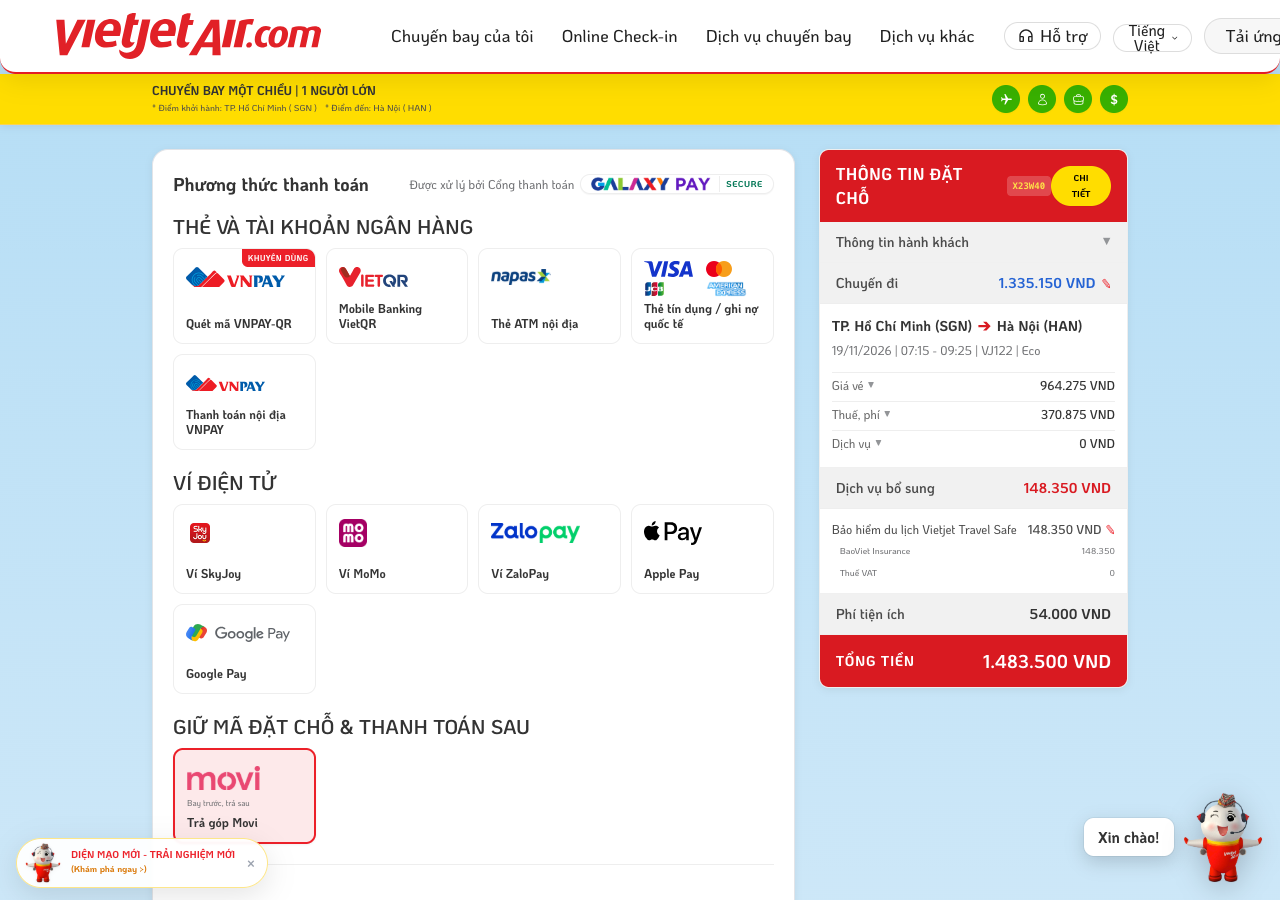 vietjetAir.com
Chuyến bay của tôi
Online Check-in
Dịch vụ chuyến bay
Dịch vụ khác
Hỗ trợ
Tiếng Việt
Tải ứng
CHUYẾN BAY MỘT CHIỀU | 1 NGƯỜI LỚN
* Điểm khởi hành: TP. Hồ Chí Minh ( SGN ) * Điểm đến: Hà Nội ( HAN )
$
Phương thức thanh toán
Được xử lý bởi Cổng thanh toán
GALAXY PAY
SECURE
THẺ VÀ TÀI KHOẢN NGÂN HÀNG
KHUYÊN DÙNG
VNPAY
Quét mã VNPAY-QR
VIETQR
Mobile Banking
VietQR
napas
Thẻ ATM nội địa
VISA
JCB
AMERICAN EXPRESS
Thẻ tín dụng / ghi nợ
quốc tế
VNPAY
Thanh toán nội địa
VNPAY
VÍ ĐIỆN TỬ
Sky Joy
Ví SkyJoy
mo mo
Ví MoMo
Zalopay
Ví ZaloPay
Pay
Apple Pay
Google Pay
Google Pay
GIỮ MÃ ĐẶT CHỖ & THANH TOÁN SAU
movi
Bay trước, trả sau
Trả góp Movi
THÔNG TIN ĐẶT
CHỖ
X23W40
CHI
TIẾT
Thông tin hành khách
Chuyến đi
1.335.150 VND
TP. Hồ Chí Minh (SGN) ➔ Hà Nội (HAN)
19/11/2026 | 07:15 - 09:25 | VJ122 | Eco
Giá vé
964.275 VND
Thuế, phí
370.875 VND
Dịch vụ
0 VND
Dịch vụ bổ sung
148.350 VND
Bảo hiểm du lịch Vietjet Travel Safe
148.350 VND
BaoViet Insurance
148.350
Thuế VAT
0
Phí tiện ích
54.000 VND
TỔNG TIỀN
1.483.500 VND
DIỆN MẠO MỚI - TRẢI NGHIỆM MỚI
(Khám phá ngay >)
×
Xin chào!